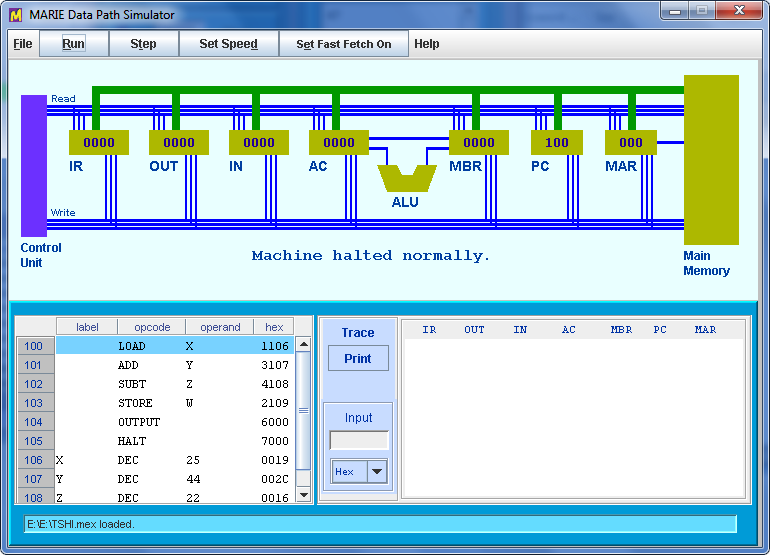 MARIE Data Path Simulator
File Run Step Set Speed Set Fast Fetch On Help
Read
0000 0000 0000 0000 0000 100 000
IR OUT IN AC MBR PC MAR
ALU
Write
Control Unit
Machine halted normally.
Main Memory
label opcode operand hex
100 LOAD X 1106
101 ADD Y 3107
102 SUBT Z 4108
103 STORE W 2109
104 OUTPUT 6000
105 HALT 7000
106 X DEC 25 0019
107 Y DEC 44 002C
108 Z DEC 22 0016
Trace
Print
Input
Hex
IR OUT IN AC MBR PC MAR
E:\E:\TSHI.mex loaded.